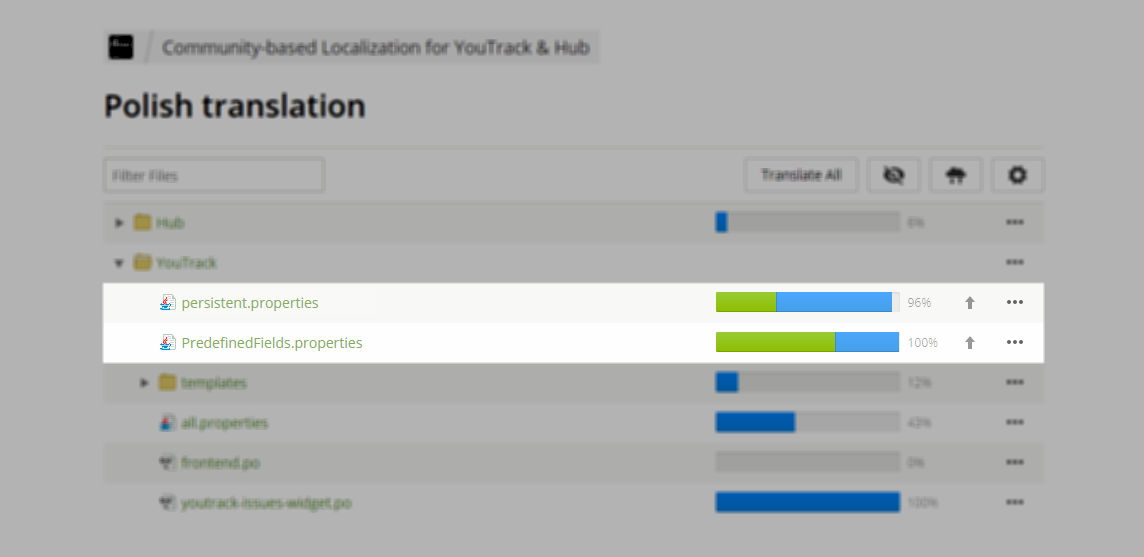 Community-based Localization for YouTrack & Hub
Polish translation
Filter Files Translate All
Hub 6%
YouTrack
persistent.properties 96%
PredefinedFields.properties 100%
templates 12%
all.properties 43%
frontend.po 0%
youtrack-issues-widget.po 100%